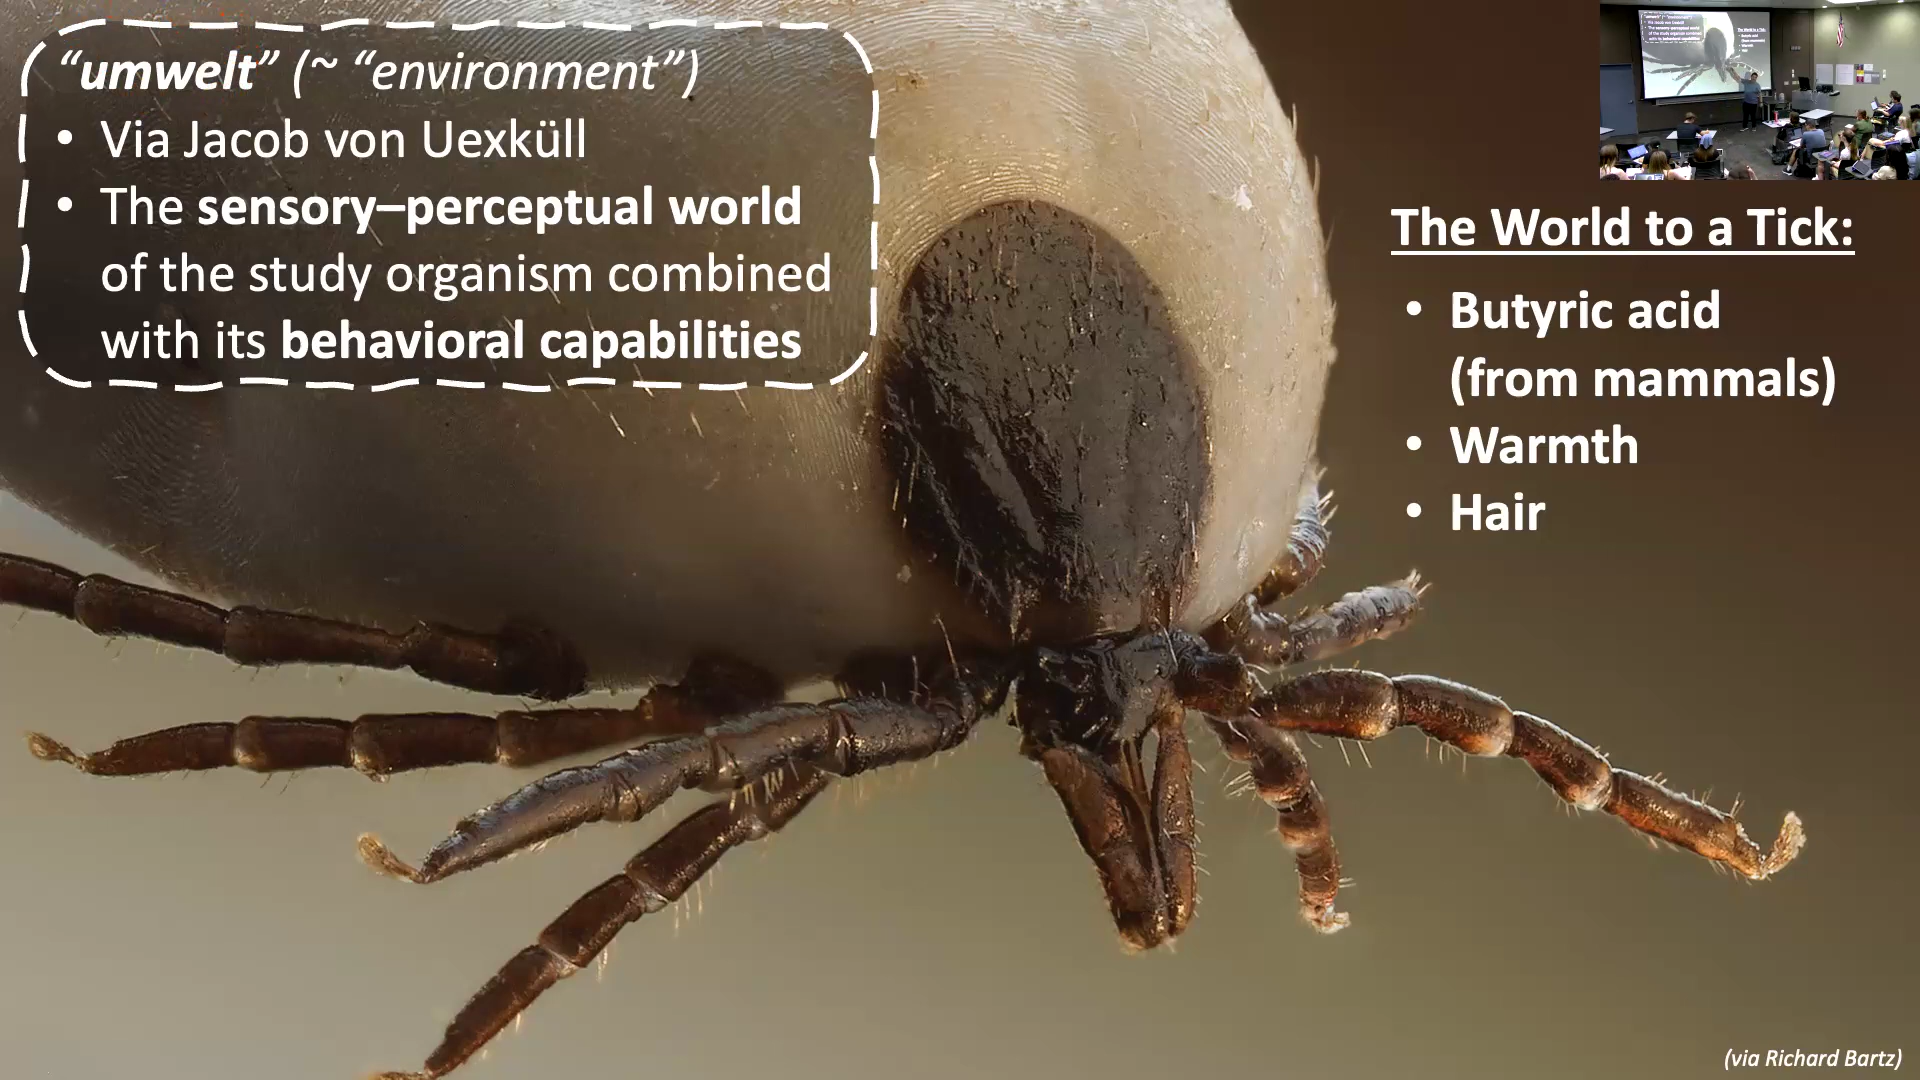 “umwelt” (~ “environment”)
• Via Jacob von Uexküll
• The sensory–perceptual world
of the study organism combined
with its behavioral capabilities
The World to a Tick:
• Butyric acid
(from mammals)
• Warmth
• Hair
(via Richard Bartz)